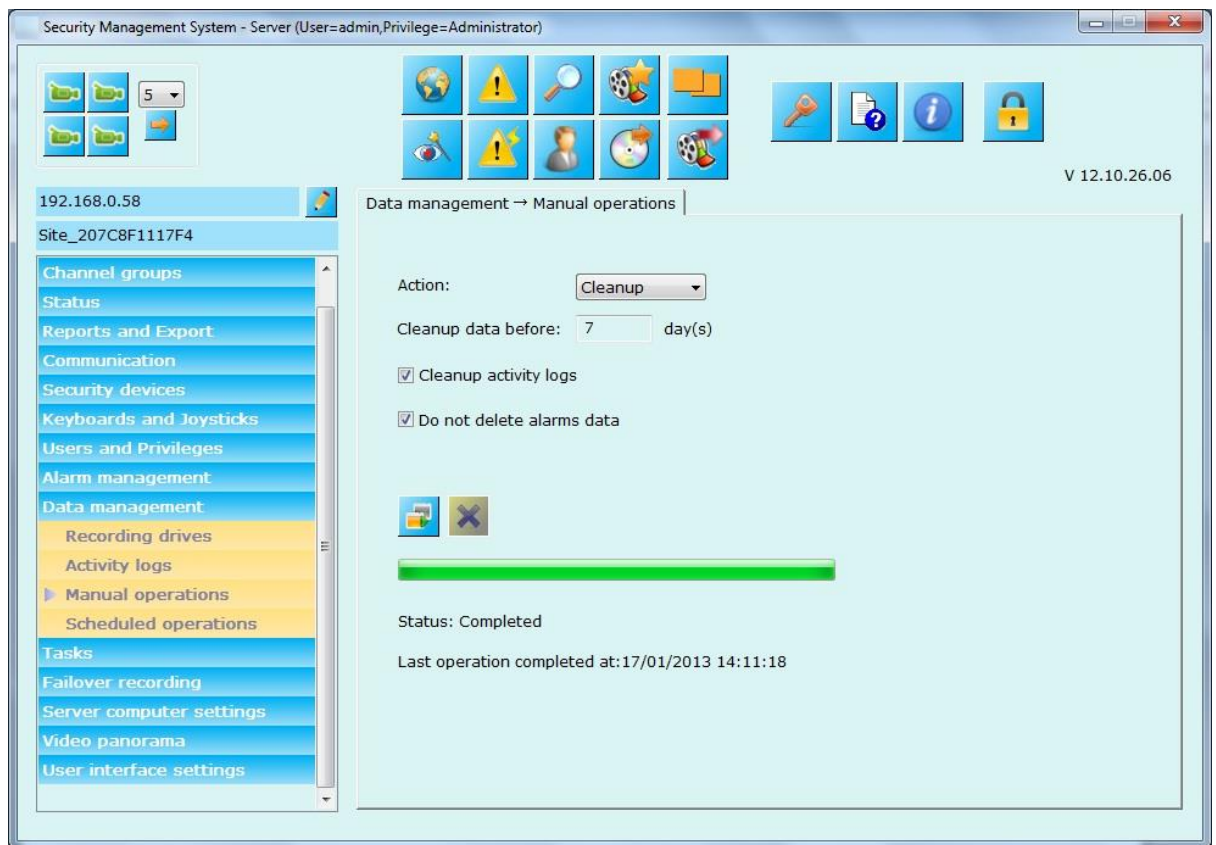 Security Management System - Server (User=admin,Privilege=Administrator)
5
V 12.10.26.06
192.168.0.58
Site_207C8F1117F4
Channel groups
Status
Reports and Export
Communication
Security devices
Keyboards and Joysticks
Users and Privileges
Alarm management
Data management
Recording drives
Activity logs
Manual operations
Scheduled operations
Tasks
Failover recording
Server computer settings
Video panorama
User interface settings
Data management → Manual operations
Action: Cleanup
Cleanup data before: 7 day(s)
Cleanup activity logs
Do not delete alarms data
Status: Completed
Last operation completed at:17/01/2013 14:11:18